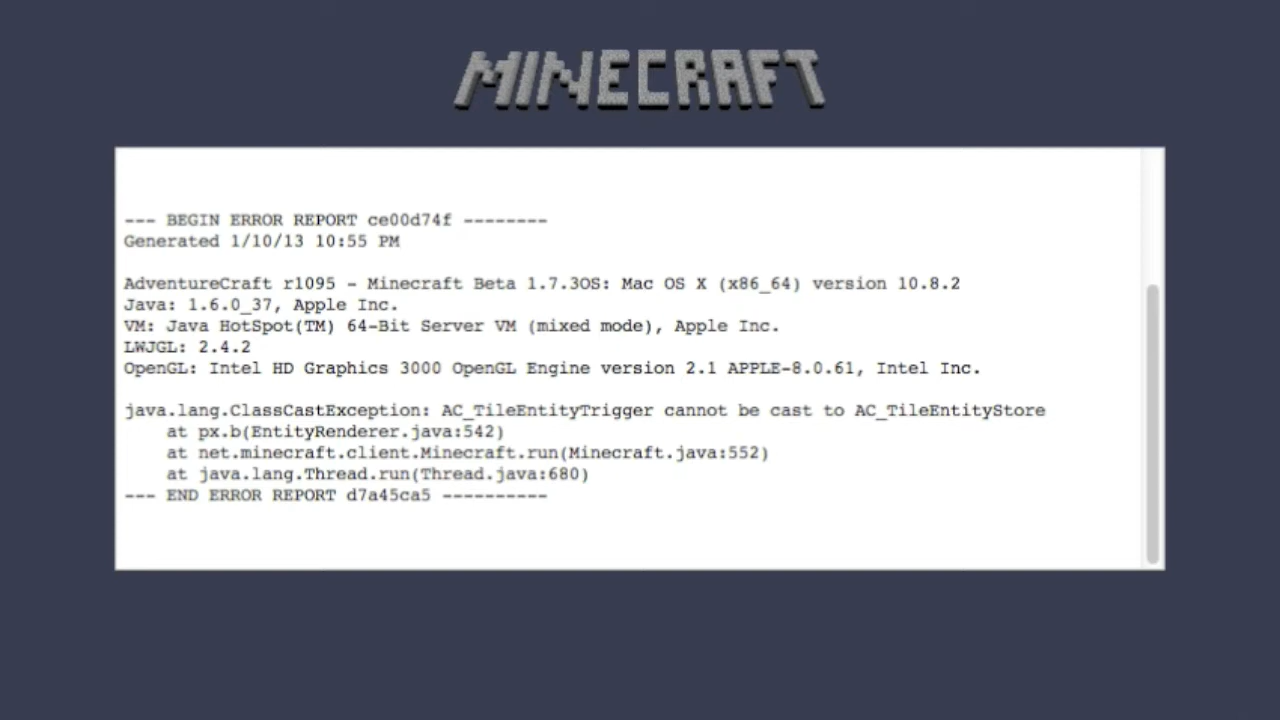 MINECRAFT
--- BEGIN ERROR REPORT ce00d74f --------
Generated 1/10/13 10:55 PM
AdventureCraft r1095 - Minecraft Beta 1.7.3OS: Mac OS X (x86_64) version 10.8.2
Java: 1.6.0_37, Apple Inc.
VM: Java HotSpot(TM) 64-Bit Server VM (mixed mode), Apple Inc.
LWJGL: 2.4.2
OpenGL: Intel HD Graphics 3000 OpenGL Engine version 2.1 APPLE-8.0.61, Intel Inc.
java.lang.ClassCastException: AC_TileEntityTrigger cannot be cast to AC_TileEntityStore
at px.b(EntityRenderer.java:542)
at net.minecraft.client.Minecraft.run(Minecraft.java:552)
at java.lang.Thread.run(Thread.java:680)
--- END ERROR REPORT d7a45ca5 ----------